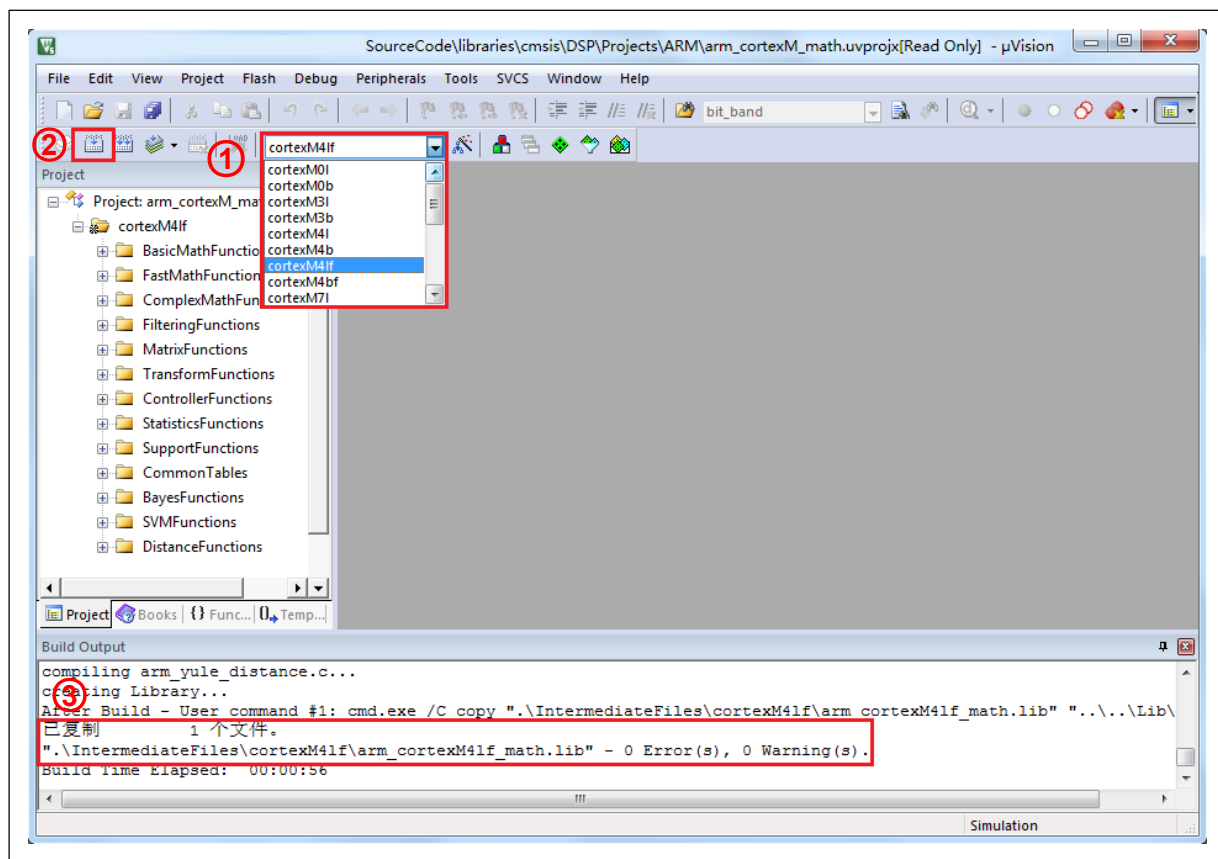 SourceCode\libraries\cmsis\DSP\Projects\ARM\arm_cortexM_math.uvprojx[Read Only] - µVision
File Edit View Project Flash Debug Peripherals Tools SVCS Window Help
bit_band
② ① cortexM4lf
cortexM0l
cortexM0b
cortexM3l
cortexM3b
cortexM4l
cortexM4b
cortexM4lf
cortexM4bf
cortexM7l
Project
Project: arm_cortexM_ma
cortexM4lf
BasicMathFunctio
FastMathFunction
ComplexMathFun
FilteringFunctions
MatrixFunctions
TransformFunctions
ControllerFunctions
StatisticsFunctions
SupportFunctions
CommonTables
BayesFunctions
SVMFunctions
DistanceFunctions
Project Books {} Func... Temp...
Build Output
compiling arm_yule_distance.c...
creating Library...
③
After Build - User command #1: cmd.exe /C copy ".\IntermediateFiles\cortexM4lf\arm_cortexM4lf_math.lib" "..\..\Lib\
已复制 1 个文件。
".\IntermediateFiles\cortexM4lf\arm_cortexM4lf_math.lib" - 0 Error(s), 0 Warning(s).
Build Time Elapsed: 00:00:56
Simulation